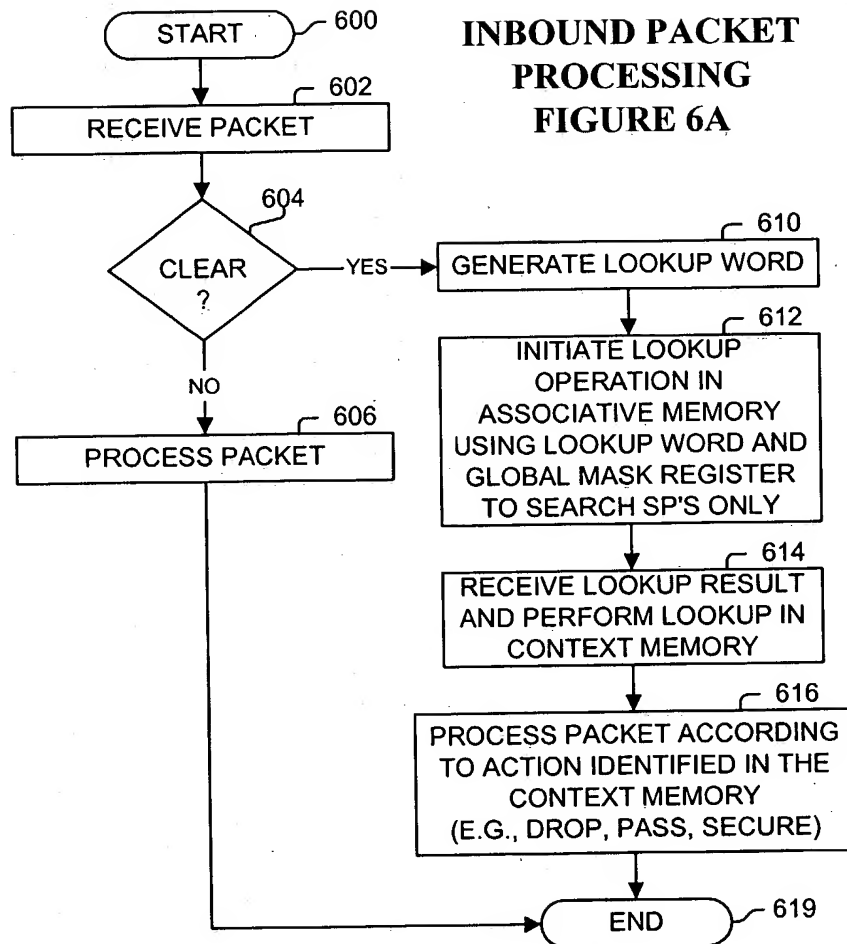 START
600
INBOUND PACKET
PROCESSING
FIGURE 6A
602
RECEIVE PACKET
604
CLEAR
?
YES
NO
606
PROCESS PACKET
610
GENERATE LOOKUP WORD
612
INITIATE LOOKUP
OPERATION IN
ASSOCIATIVE MEMORY
USING LOOKUP WORD AND
GLOBAL MASK REGISTER
TO SEARCH SP'S ONLY
614
RECEIVE LOOKUP RESULT
AND PERFORM LOOKUP IN
CONTEXT MEMORY
616
PROCESS PACKET ACCORDING
TO ACTION IDENTIFIED IN THE
CONTEXT MEMORY
(E.G., DROP, PASS, SECURE)
END
619